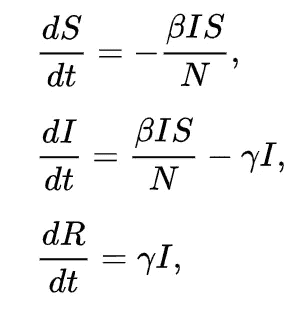 dS/dt = −βIS/N,
dI/dt = βIS/N − γI,
dR/dt = γI,